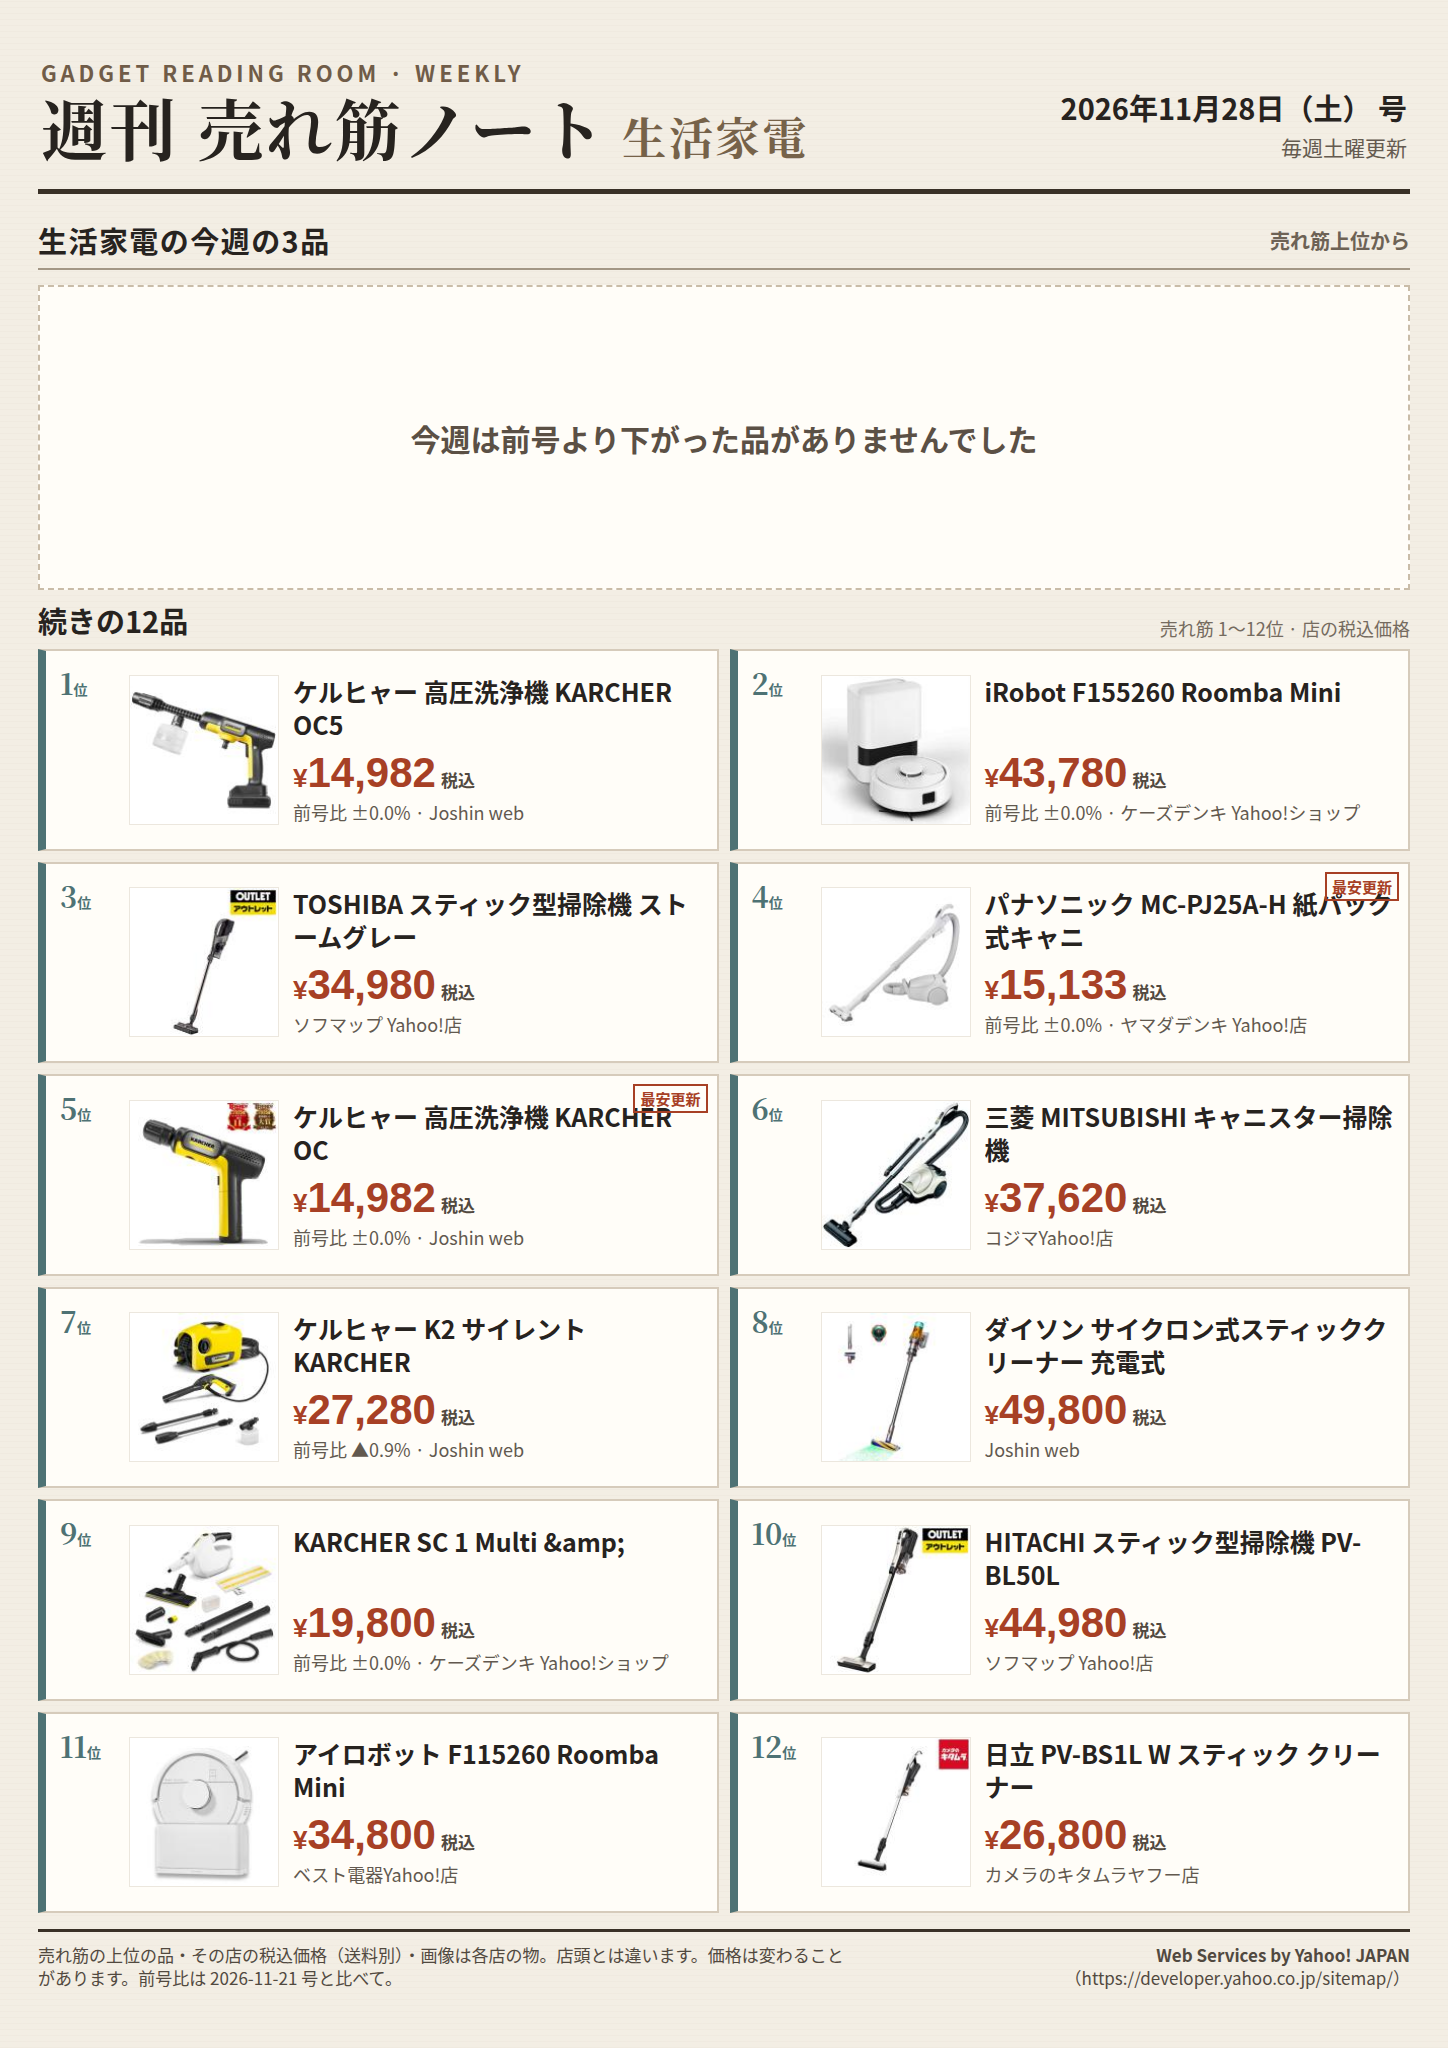 GADGET READING ROOM · WEEKLY
週刊 売れ筋ノート 生活家電
2026年11月28日（土） 号
毎週土曜更新
生活家電の今週の3品
売れ筋上位から
今週は前号より下がった品がありませんでした
続きの12品
売れ筋 1〜12位 · 店の税込価格
1位
ケルヒャー 高圧洗浄機 KARCHER
OC5
¥14,982 税込
前号比 ±0.0% · Joshin web
2位
iRobot F155260 Roomba Mini
¥43,780 税込
前号比 ±0.0% · ケーズデンキ Yahoo!ショップ
3位
OUTLET
アウトレット
TOSHIBA スティック型掃除機 スト
ームグレー
¥34,980 税込
ソフマップ Yahoo!店
4位
最安更新
パナソニック MC-PJ25A-H 紙パック
式キャニ
¥15,133 税込
前号比 ±0.0% · ヤマダデンキ Yahoo!店
5位
最安更新
KARCHER
ケルヒャー 高圧洗浄機 KARCHER
OC
¥14,982 税込
前号比 ±0.0% · Joshin web
6位
三菱 MITSUBISHI キャニスター掃除
機
¥37,620 税込
コジマYahoo!店
7位
ケルヒャー K2 サイレント
KARCHER
¥27,280 税込
前号比 ▲0.9% · Joshin web
8位
ダイソン サイクロン式スティックク
リーナー 充電式
¥49,800 税込
Joshin web
9位
KARCHER SC 1 Multi &amp;amp;
¥19,800 税込
前号比 ±0.0% · ケーズデンキ Yahoo!ショップ
10位
OUTLET
アウトレット
HITACHI スティック型掃除機 PV-
BL50L
¥44,980 税込
ソフマップ Yahoo!店
11位
アイロボット F115260 Roomba
Mini
¥34,800 税込
ベスト電器Yahoo!店
12位
カメラの
キタムラ
日立 PV-BS1L W スティック クリー
ナー
¥26,800 税込
カメラのキタムラヤフー店
売れ筋の上位の品・その店の税込価格（送料別）・画像は各店の物。店頭とは違います。価格は変わること
があります。前号比は 2026-11-21 号と比べて。
Web Services by Yahoo! JAPAN
（https://developer.yahoo.co.jp/sitemap/）